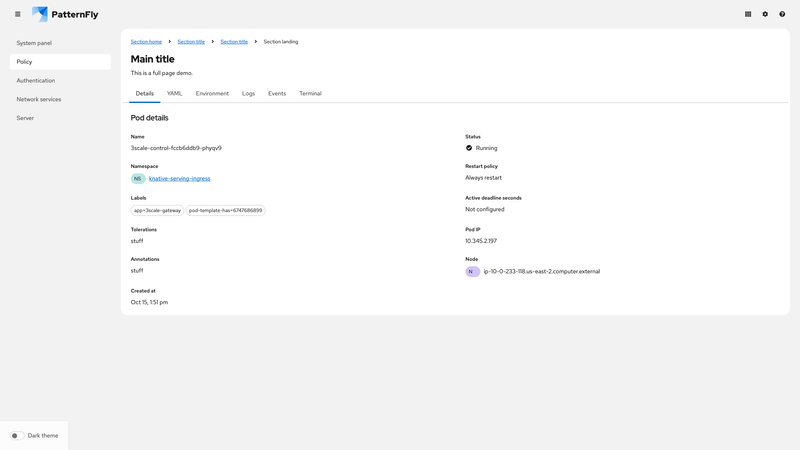 PatternFly
System panel
Policy
Authentication
Network services
Server
Section home
Section title
Section title
Section landing
Main title
This is a full page demo.
Details
YAML
Environment
Logs
Events
Terminal
Pod details
Name
3scale-control-fccb6ddb9-phyqv9
Status
Running
Namespace
NS
knative-serving-ingress
Restart policy
Always restart
Labels
app=3scale-gateway
pod-template-has=6747686899
Active deadline seconds
Not configured
Tolerations
stuff
Pod IP
10.345.2.197
Annotations
stuff
Node
N
ip-10-0-233-118.us-east-2.computer.external
Created at
Oct 15, 1:51 pm
Dark theme